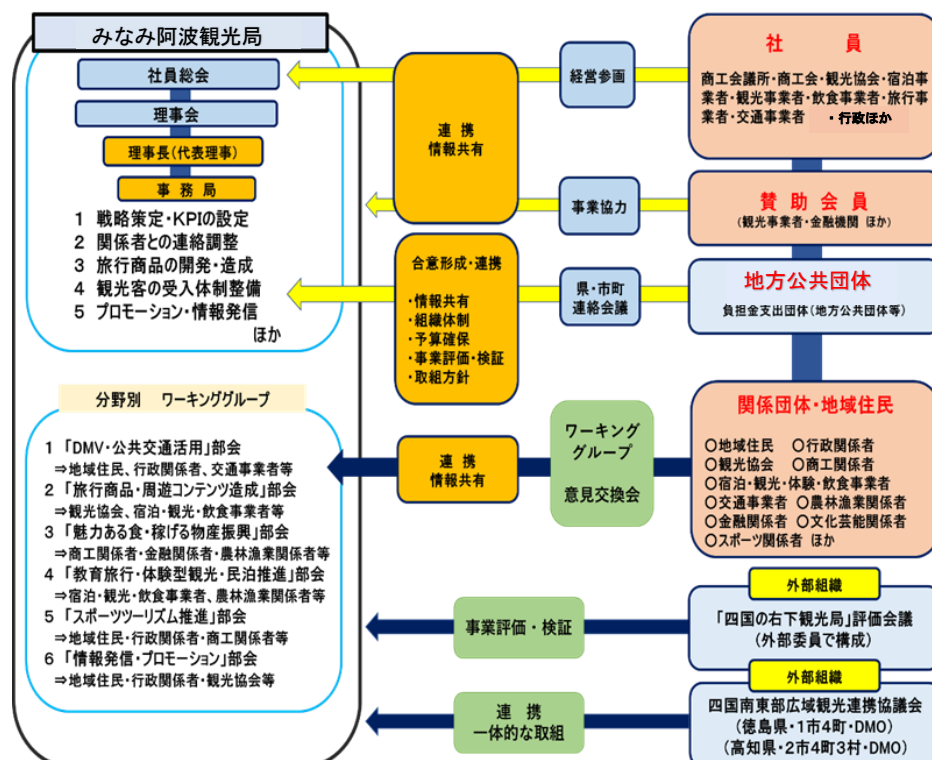 みなみ阿波観光局
社員総会
理事会
理事長(代表理事)
事務局
1 戦略策定・KPIの設定
2 関係者との連絡調整
3 旅行商品の開発・造成
4 観光客の受入体制整備
5 プロモーション・情報発信
ほか
連 携
情報共有
経営参画
事業協力
合意形成・連携
・情報共有
・組織体制
・予算確保
・事業評価・検証
・取組方針
県・市町
連絡会議
社 員
商工会議所・商工会・観光協会・宿泊事
業者・観光事業者・飲食事業者・旅行事
業者・交通事業者 ・行政ほか
賛 助 会 員
(観光事業者・金融機関 ほか)
地方公共団体
負担金支出団体(地方公共団体等)
分野別 ワーキンググループ
1 「DMV・公共交通活用」部会
⇒地域住民、行政関係者、交通事業者等
2 「旅行商品・周遊コンテンツ造成」部会
⇒観光協会、宿泊・観光・飲食事業者等
3 「魅力ある食・稼げる物産振興」部会
⇒商工関係者・金融関係者・農林漁業関係者等
4 「教育旅行・体験型観光・民泊推進」部会
⇒宿泊・観光・飲食事業者、農林漁業関係者等
5 「スポーツツーリズム推進」部会
⇒地域住民・行政関係者・商工関係者等
6 「情報発信・プロモーション」部会
⇒地域住民・行政関係者・観光協会等
連 携
情報共有
ワーキング
グループ
意見交換会
関係団体・地域住民
○地域住民 ○行政関係者
○観光協会 ○商工関係者
○宿泊・観光・体験・飲食事業者
○交通事業者 ○農林漁業関係者
○金融関係者 ○文化芸能関係者
○スポーツ関係者 ほか
事業評価・検証
外部組織
「四国の右下観光局」評価会議
(外部委員で構成)
連 携
一体的な取組
外部組織
四国南東部広域観光連携協議会
(徳島県・1市4町・DMO)
(高知県・2市4町3村・DMO)